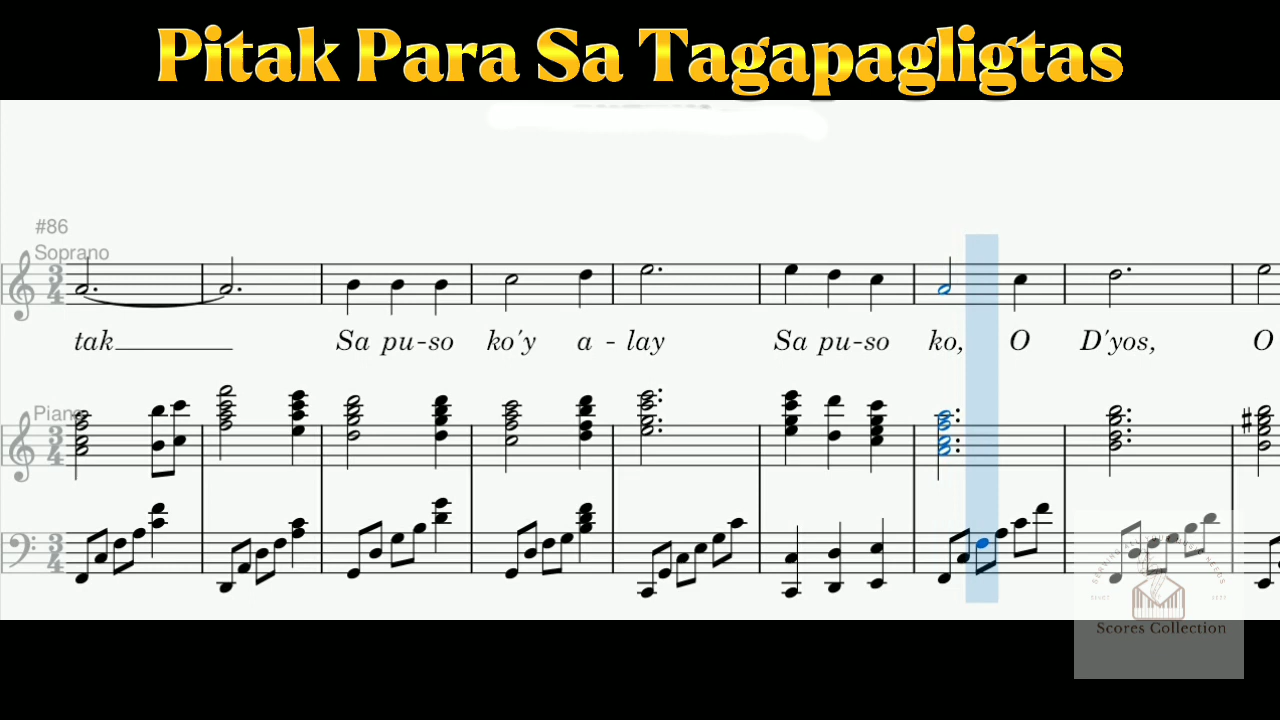 Pitak Para Sa Tagapagligtas
#86
Soprano
tak Sa pu-so ko'y a - lay Sa pu-so ko, O D'yos, O
Piano
Scores Collection